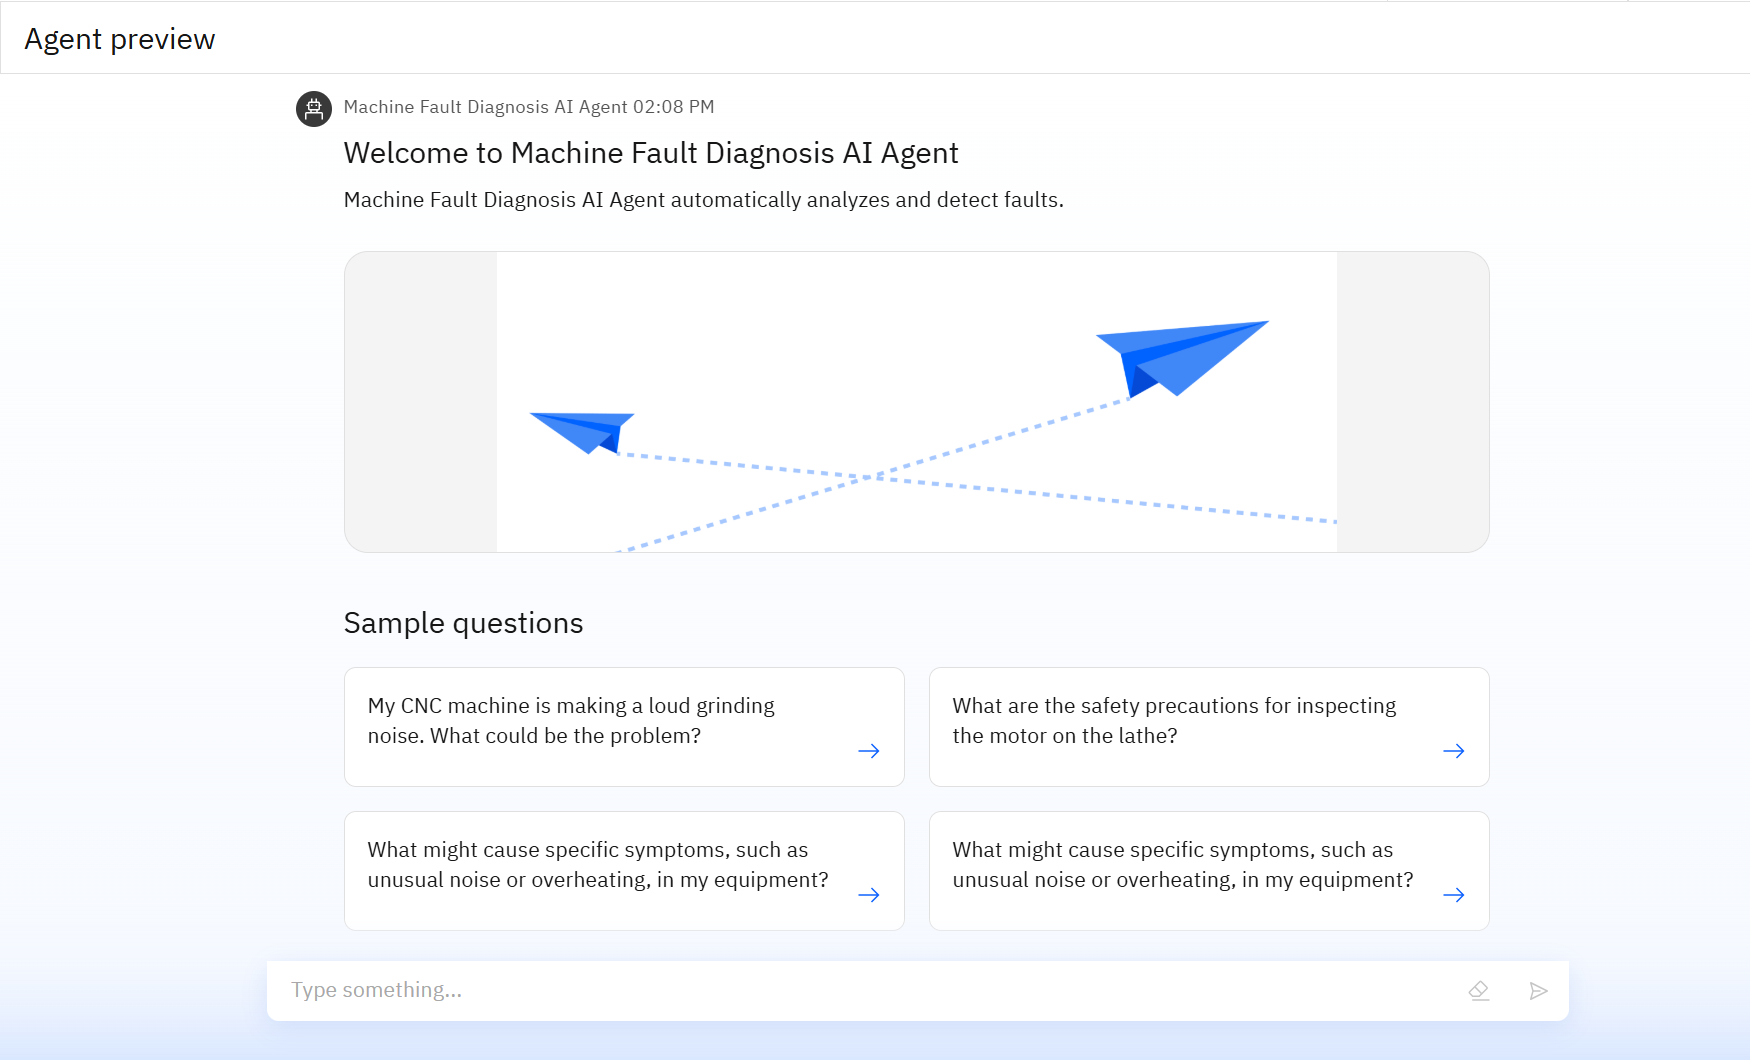 Agent preview
Machine Fault Diagnosis AI Agent 02:08 PM
Welcome to Machine Fault Diagnosis AI Agent
Machine Fault Diagnosis AI Agent automatically analyzes and detect faults.
Sample questions
My CNC machine is making a loud grinding
noise. What could be the problem?
What are the safety precautions for inspecting
the motor on the lathe?
What might cause specific symptoms, such as
unusual noise or overheating, in my equipment?
What might cause specific symptoms, such as
unusual noise or overheating, in my equipment?
Type something...